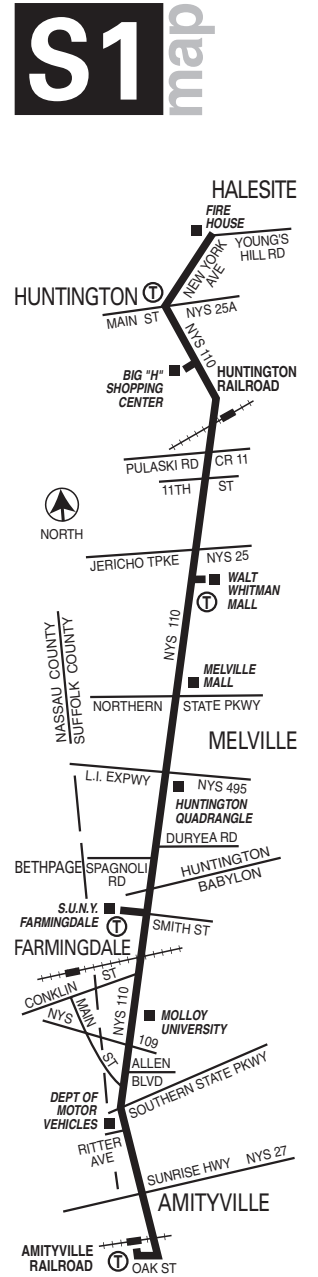 S1
map
HALESITE
FIRE
HOUSE
YOUNG'S
HILL RD
NEW YORK
AVE
HUNTINGTON T
MAIN ST
NYS 25A
NYS 110
BIG "H"
SHOPPING
CENTER
HUNTINGTON
RAILROAD
PULASKI RD
CR 11
11TH ST
NORTH
JERICHO TPKE
NYS 25
WALT
WHITMAN
MALL
T
NYS 110
MELVILLE
MALL
NASSAU COUNTY
SUFFOLK COUNTY
NORTHERN STATE PKWY
MELVILLE
L.I. EXPWY
NYS 495
HUNTINGTON
QUADRANGLE
DURYEA RD
BETHPAGE
SPAGNOLI
RD
HUNTINGTON
BABYLON
S.U.N.Y.
FARMINGDALE
T
SMITH ST
FARMINGDALE
CONKLIN ST
MAIN ST
NYS 109
NYS 110
MOLLOY
UNIVERSITY
ALLEN
BLVD
SOUTHERN STATE PKWY
DEPT OF
MOTOR
VEHICLES
RITTER
AVE
SUNRISE HWY NYS 27
AMITYVILLE
AMITYVILLE
RAILROAD
T
OAK ST